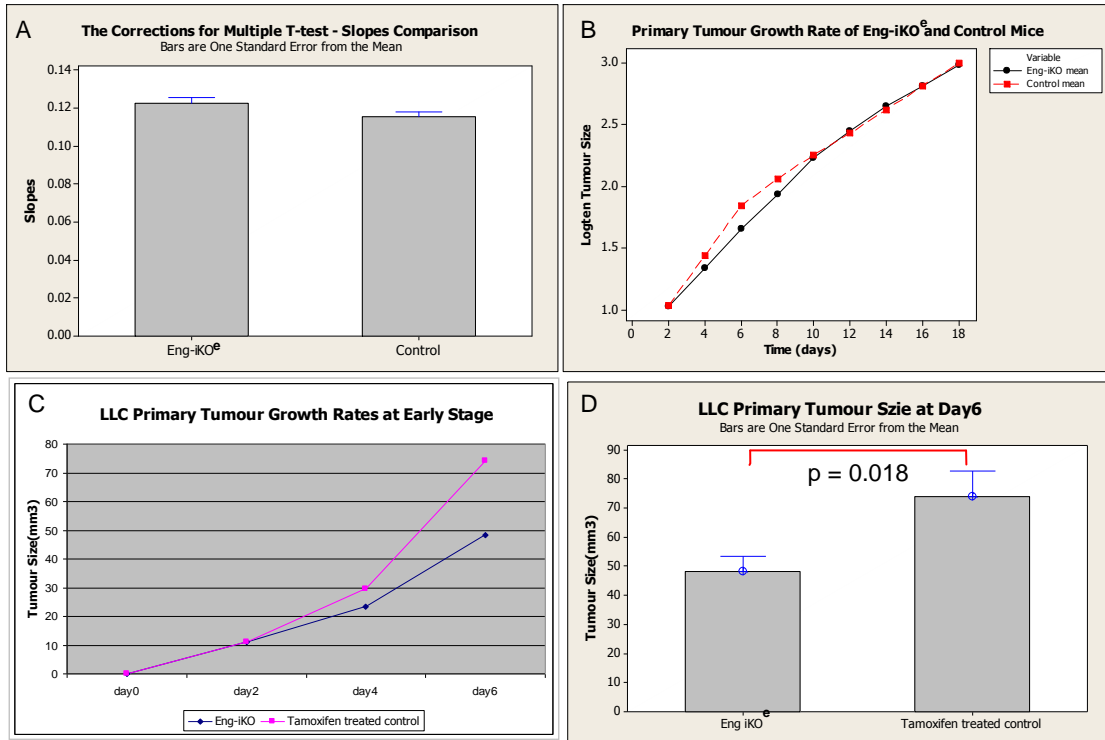 A
The Corrections for Multiple T-test - Slopes Comparison
Bars are One Standard Error from the Mean
0.14
0.12
0.10
0.08
0.06
0.04
0.02
0.00
Slopes
Eng-iKOe
Control
B
Primary Tumour Growth Rate of Eng-iKOe and Control Mice
Variable
Eng-iKO mean
Control mean
3.0
2.5
2.0
1.5
1.0
Logten Tumour Size
0 2 4 6 8 10 12 14 16 18
Time (days)
C
LLC Primary Tumour Growth Rates at Early Stage
80
70
60
50
40
30
20
10
0
Tumour Size(mm3)
day0 day2 day4 day6
Eng-iKO Tamoxifen treated control
D
LLC Primary Tumour Szie at Day6
Bars are One Standard Error from the Mean
90
80
70
60
50
40
30
20
10
0
p = 0.018
Tumour Size(mm3)
Eng iKOe
Tamoxifen treated control